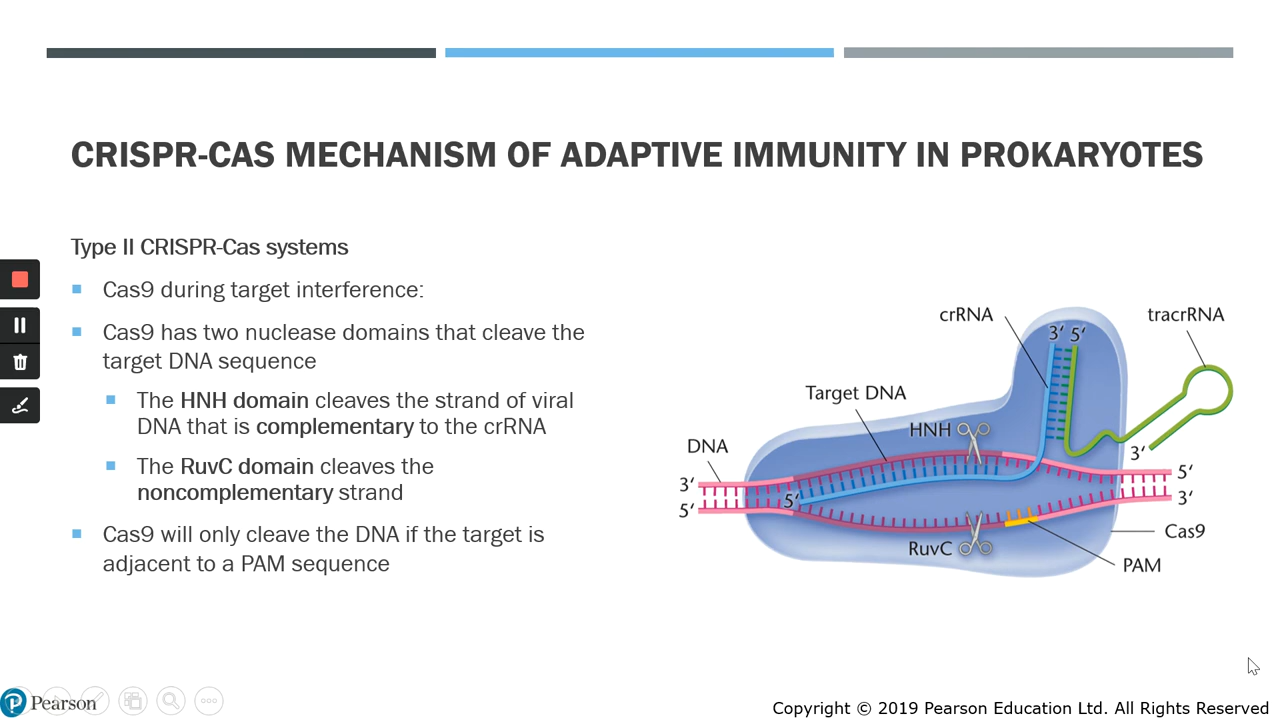 CRISPR-CAS MECHANISM OF ADAPTIVE IMMUNITY IN PROKARYOTES
Type II CRISPR-Cas systems
Cas9 during target interference:
Cas9 has two nuclease domains that cleave the
target DNA sequence
The HNH domain cleaves the strand of viral
DNA that is complementary to the crRNA
The RuvC domain cleaves the
noncomplementary strand
Cas9 will only cleave the DNA if the target is
adjacent to a PAM sequence
crRNA
tracrRNA
3‘ 5‘
Target DNA
HNH
DNA
3‘
3‘
5‘
5‘
5‘
3‘
RuvC
Cas9
PAM
P Pearson
Copyright © 2019 Pearson Education Ltd. All Rights Reserved